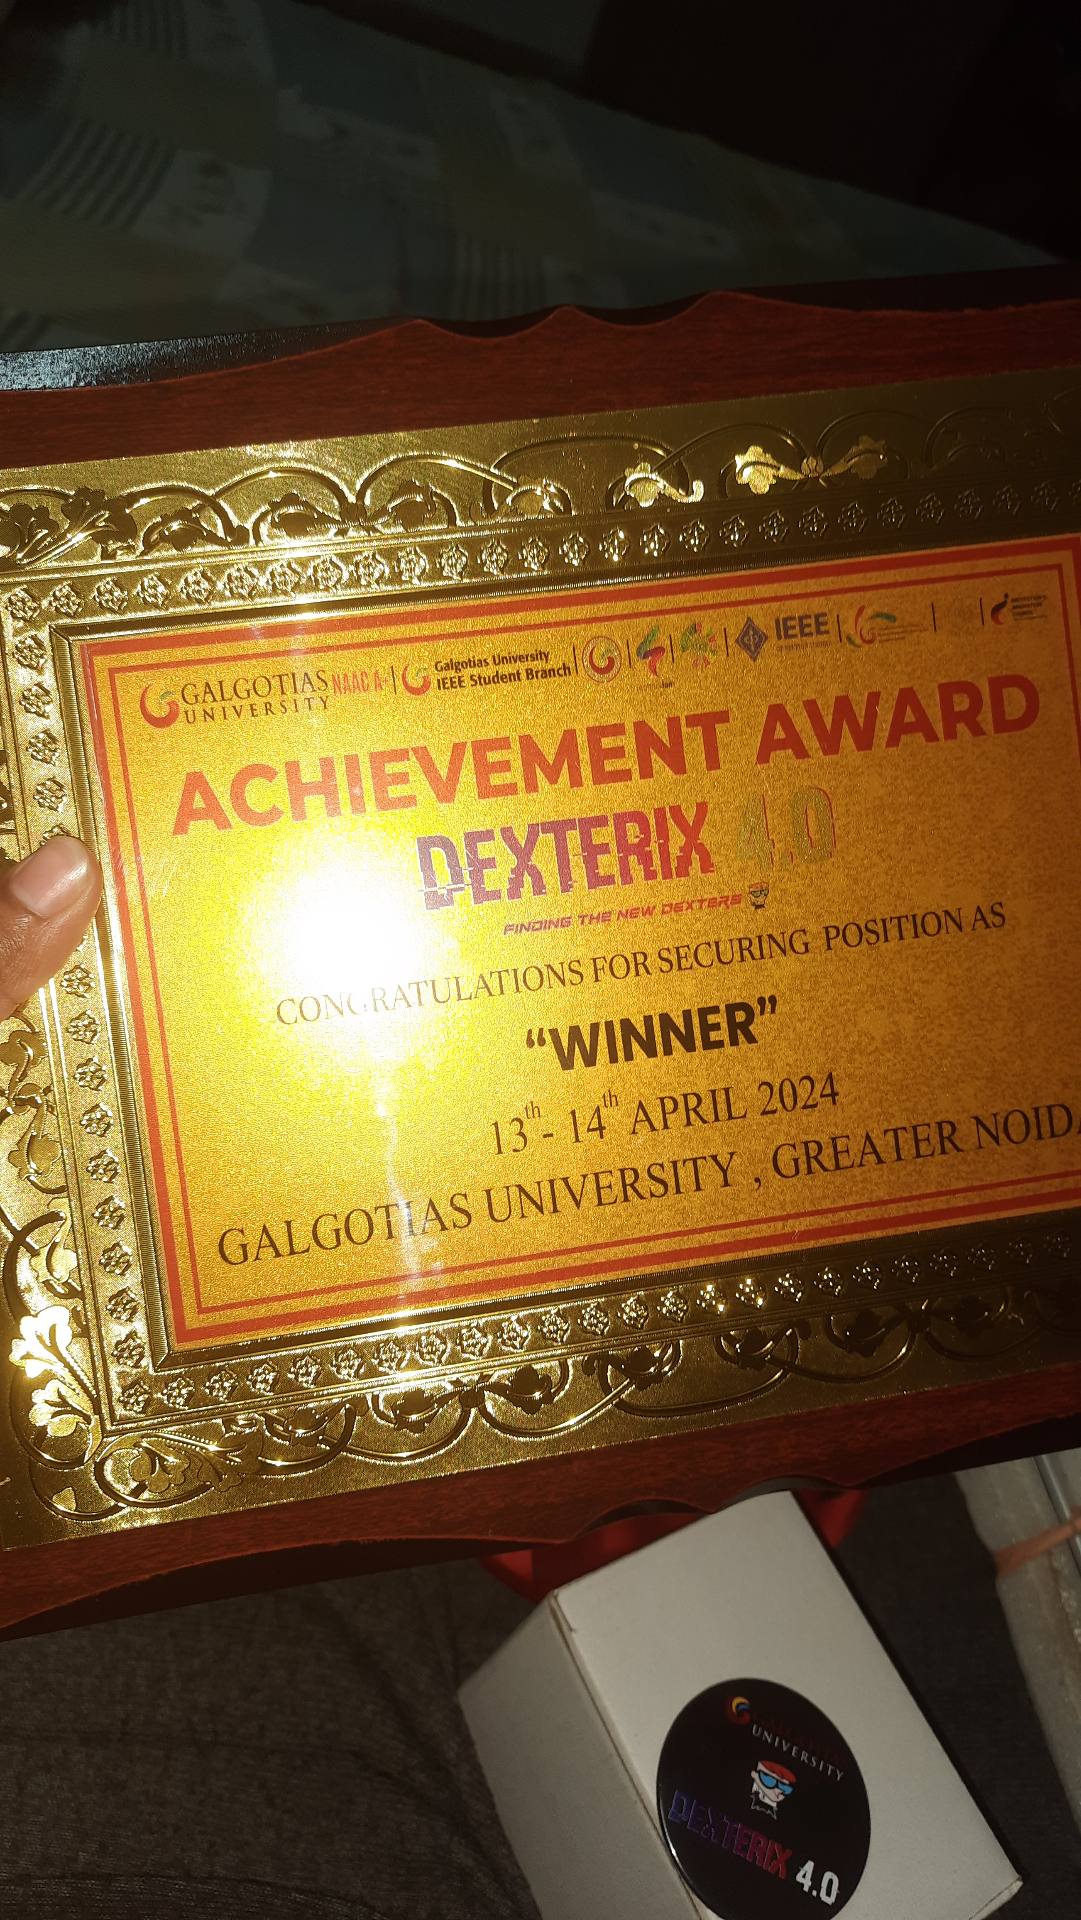 GALGOTIAS UNIVERSITY NAAC A+
Galgotias University
IEEE Student Branch
IEEE
ACHIEVEMENT AWARD
DEXTERIX 4.0
FINDING THE NEW DEXTERS
CONGRATULATIONS FOR SECURING POSITION AS
“WINNER”
13th - 14th APRIL 2024
GALGOTIAS UNIVERSITY , GREATER NOID
GALGOTIAS
UNIVERSITY
DEXTERIX 4.0